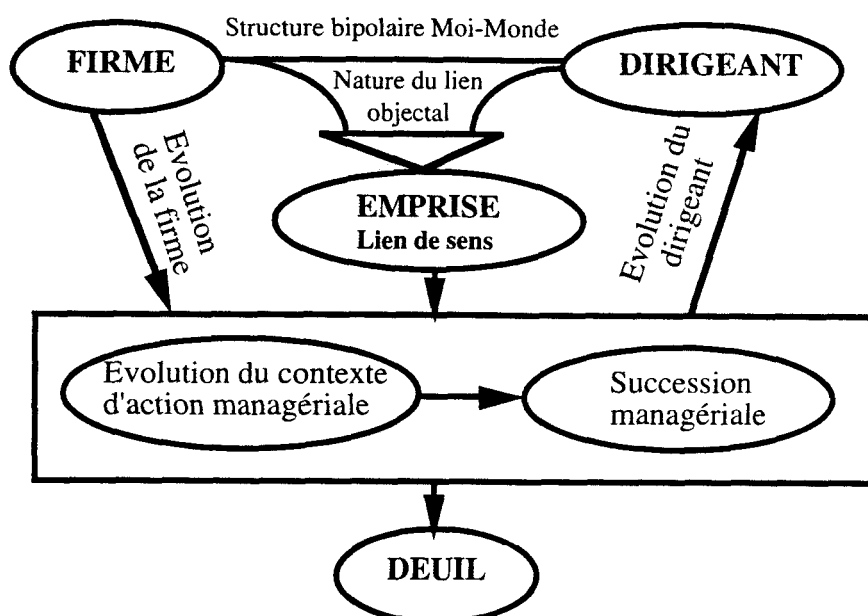 Structure bipolaire Moi-Monde
FIRME
DIRIGEANT
Nature du lien
objectal
Evolution
de la firme
EMPRISE
Lien de sens
Evolution du
dirigeant
Evolution du contexte
d'action managériale
Succession
managériale
DEUIL